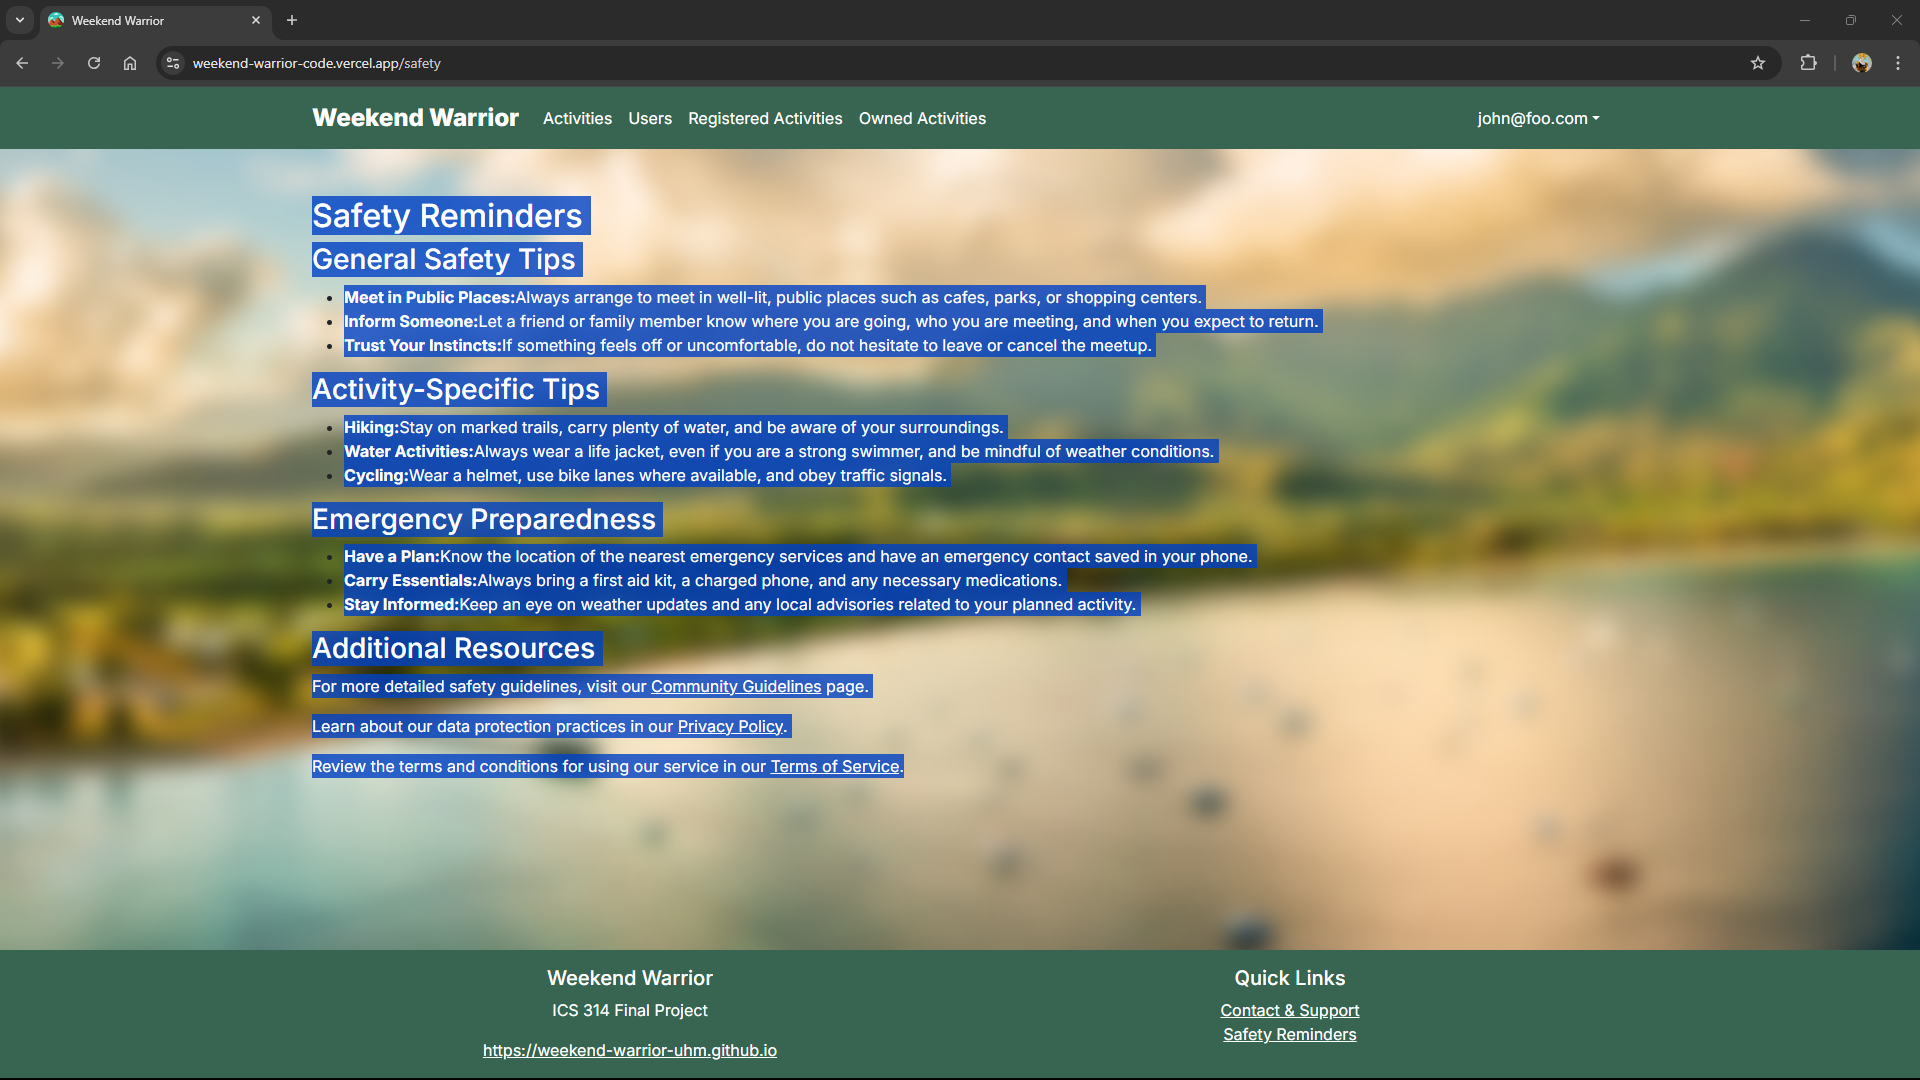 Weekend Warrior
weekend-warrior-code.vercel.app/safety
Weekend Warrior Activities Users Registered Activities Owned Activities john@foo.com
Safety Reminders
General Safety Tips
Meet in Public Places:Always arrange to meet in well-lit, public places such as cafes, parks, or shopping centers.
Inform Someone:Let a friend or family member know where you are going, who you are meeting, and when you expect to return.
Trust Your Instincts:If something feels off or uncomfortable, do not hesitate to leave or cancel the meetup.
Activity-Specific Tips
Hiking:Stay on marked trails, carry plenty of water, and be aware of your surroundings.
Water Activities:Always wear a life jacket, even if you are a strong swimmer, and be mindful of weather conditions.
Cycling:Wear a helmet, use bike lanes where available, and obey traffic signals.
Emergency Preparedness
Have a Plan:Know the location of the nearest emergency services and have an emergency contact saved in your phone.
Carry Essentials:Always bring a first aid kit, a charged phone, and any necessary medications.
Stay Informed:Keep an eye on weather updates and any local advisories related to your planned activity.
Additional Resources
For more detailed safety guidelines, visit our Community Guidelines page.
Learn about our data protection practices in our Privacy Policy.
Review the terms and conditions for using our service in our Terms of Service.
Weekend Warrior
ICS 314 Final Project
https://weekend-warrior-uhm.github.io
Quick Links
Contact & Support
Safety Reminders